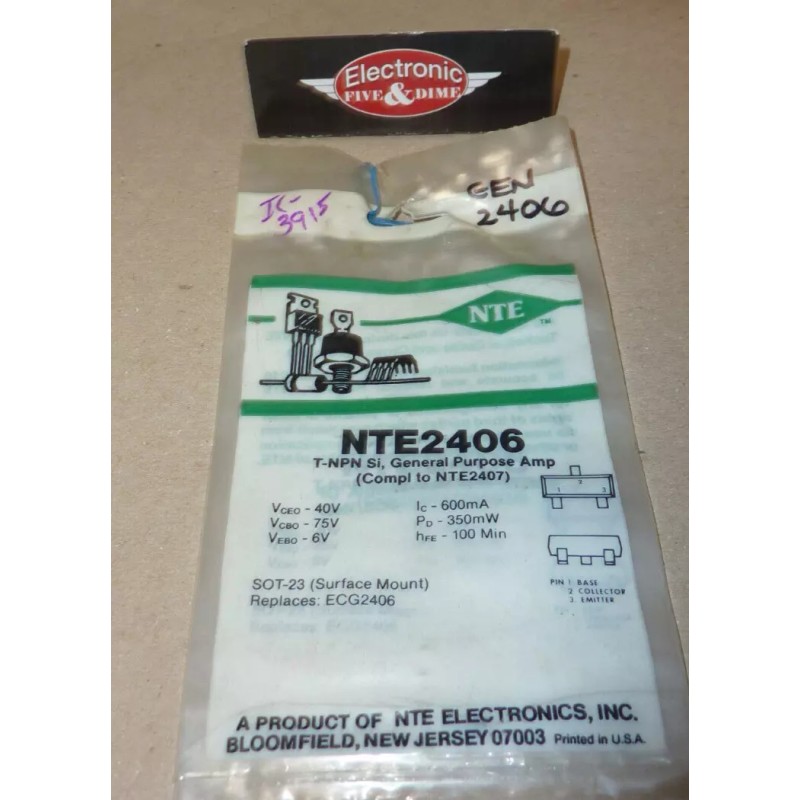 Electronic
FIVE & DIME
IC-
3915
GEN
2406
NTE
TM
NTE2406
T-NPN Si, General Purpose Amp
(Compl to NTE2407)
VCEO - 40V
VCBO - 75V
VEBO - 6V
IC - 600mA
PD - 350mW
hFE - 100 Min
SOT-23 (Surface Mount)
Replaces: ECG2406
PIN 1. BASE
2. COLLECTOR
3. EMITTER
A PRODUCT OF NTE ELECTRONICS, INC.
BLOOMFIELD, NEW JERSEY 07003 Printed in U.S.A.